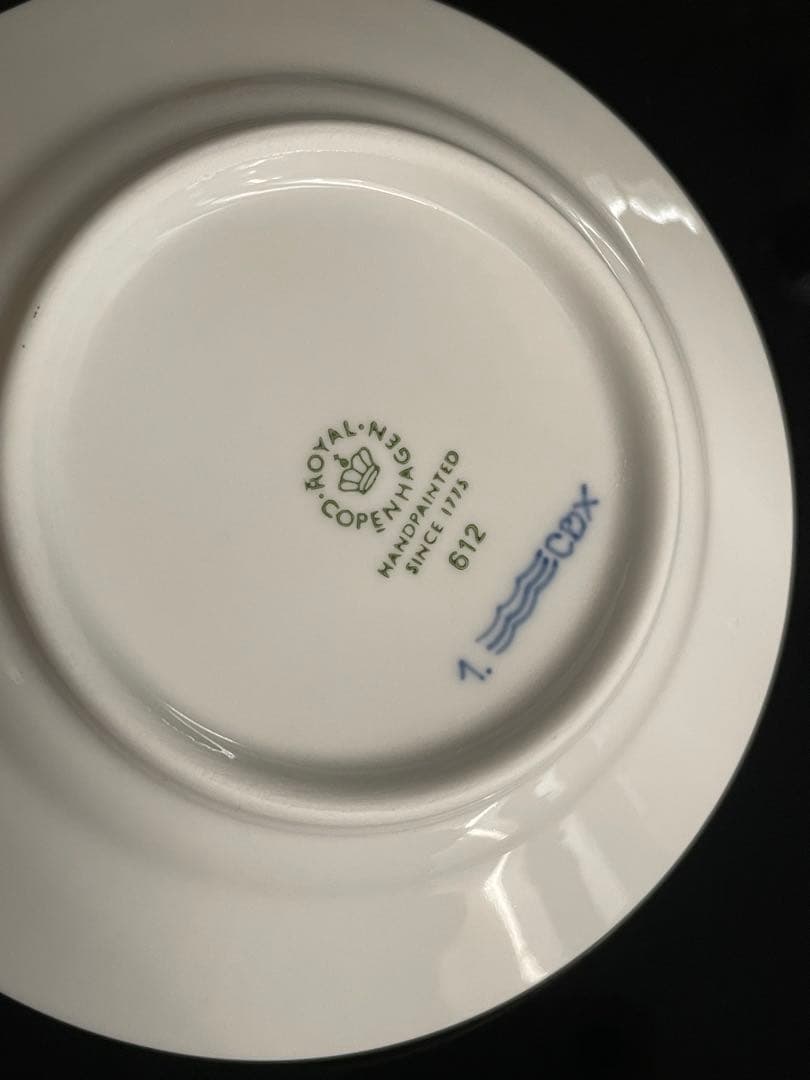 ROYAL · COPENHAGEN ·
HANDPAINTED
SINCE 1775
612
1. CDX